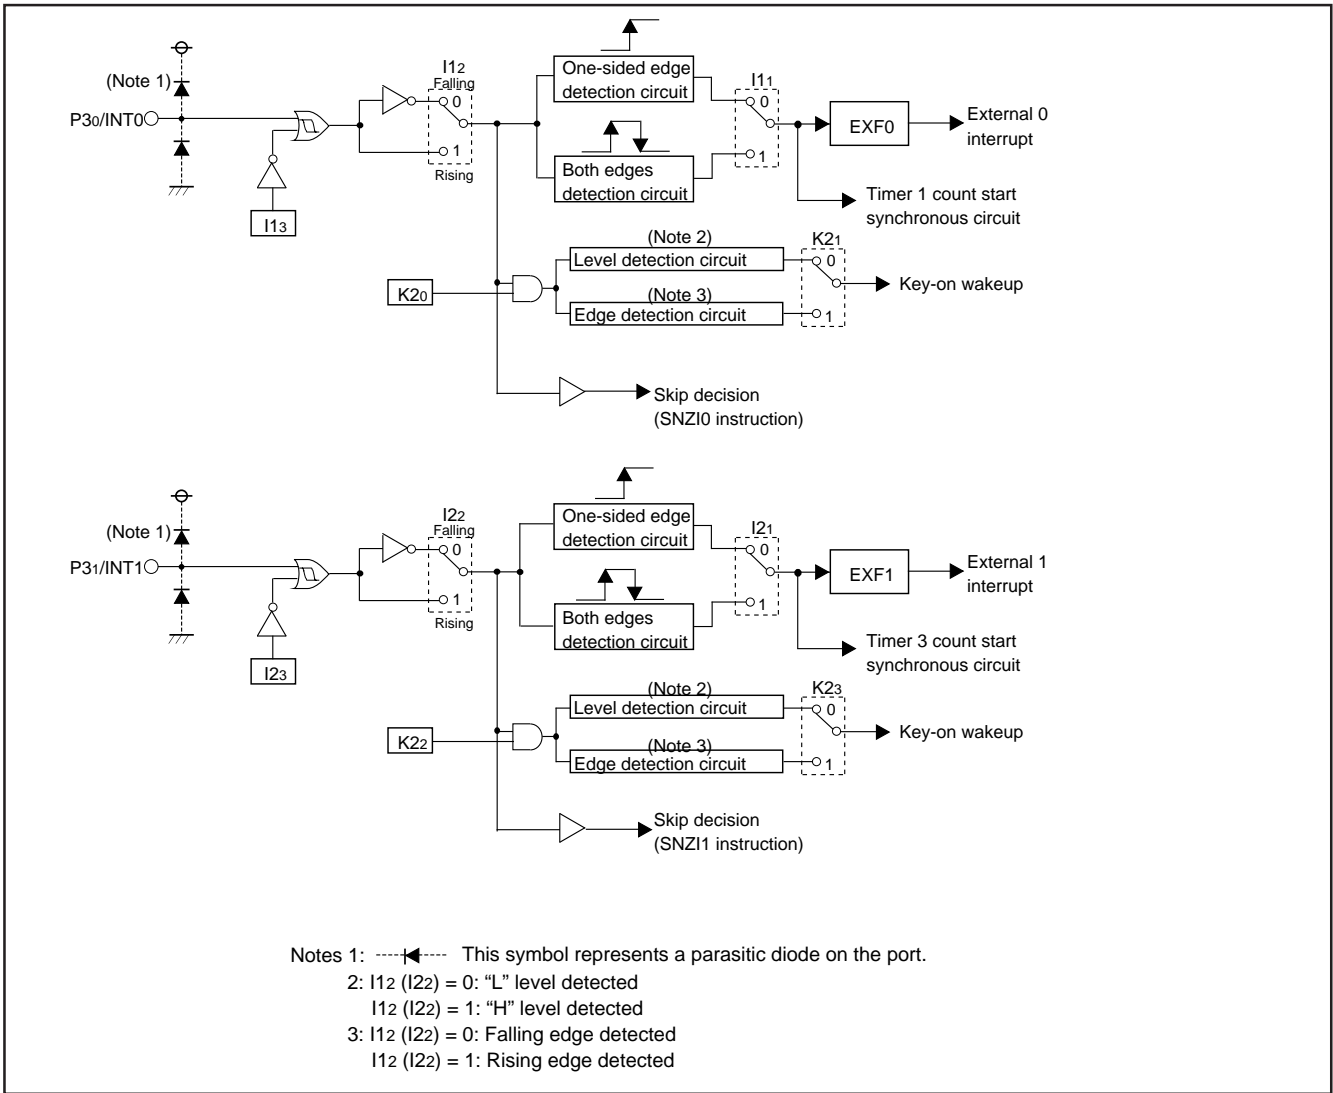 I12
Falling
0
1
Rising
(Note 1)
P30/INT0
I13
One-sided edge
detection circuit
Both edges
detection circuit
I11
0
1
EXF0
External 0
interrupt
Timer 1 count start
synchronous circuit
K20
(Note 2)
Level detection circuit
(Note 3)
Edge detection circuit
K21
0
1
Key-on wakeup
Skip decision
(SNZI0 instruction)
I22
Falling
0
1
Rising
(Note 1)
P31/INT1
I23
One-sided edge
detection circuit
Both edges
detection circuit
I21
0
1
EXF1
External 1
interrupt
Timer 3 count start
synchronous circuit
K22
(Note 2)
Level detection circuit
(Note 3)
Edge detection circuit
K23
0
1
Key-on wakeup
Skip decision
(SNZI1 instruction)
Notes 1: This symbol represents a parasitic diode on the port.
2: I12 (I22) = 0: “L” level detected
I12 (I22) = 1: “H” level detected
3: I12 (I22) = 0: Falling edge detected
I12 (I22) = 1: Rising edge detected